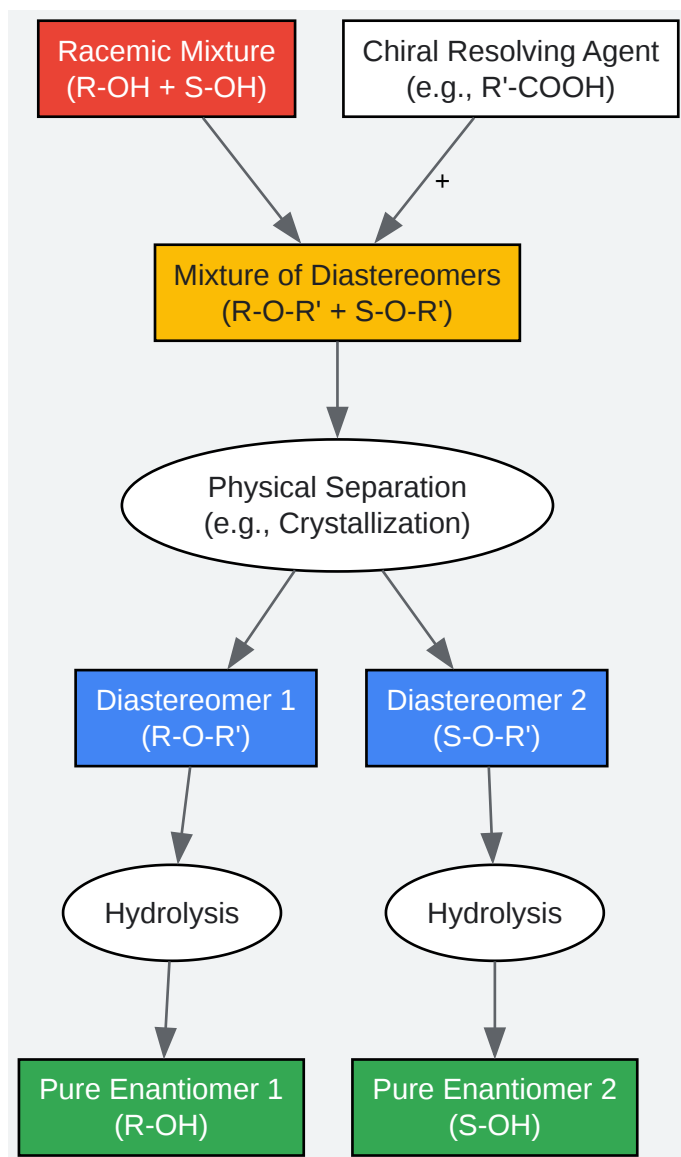 Racemic Mixture
(R-OH + S-OH)
Chiral Resolving Agent
(e.g., R'-COOH)
+
Mixture of Diastereomers
(R-O-R' + S-O-R')
Physical Separation
(e.g., Crystallization)
Diastereomer 1
(R-O-R')
Diastereomer 2
(S-O-R')
Hydrolysis
Hydrolysis
Pure Enantiomer 1
(R-OH)
Pure Enantiomer 2
(S-OH)